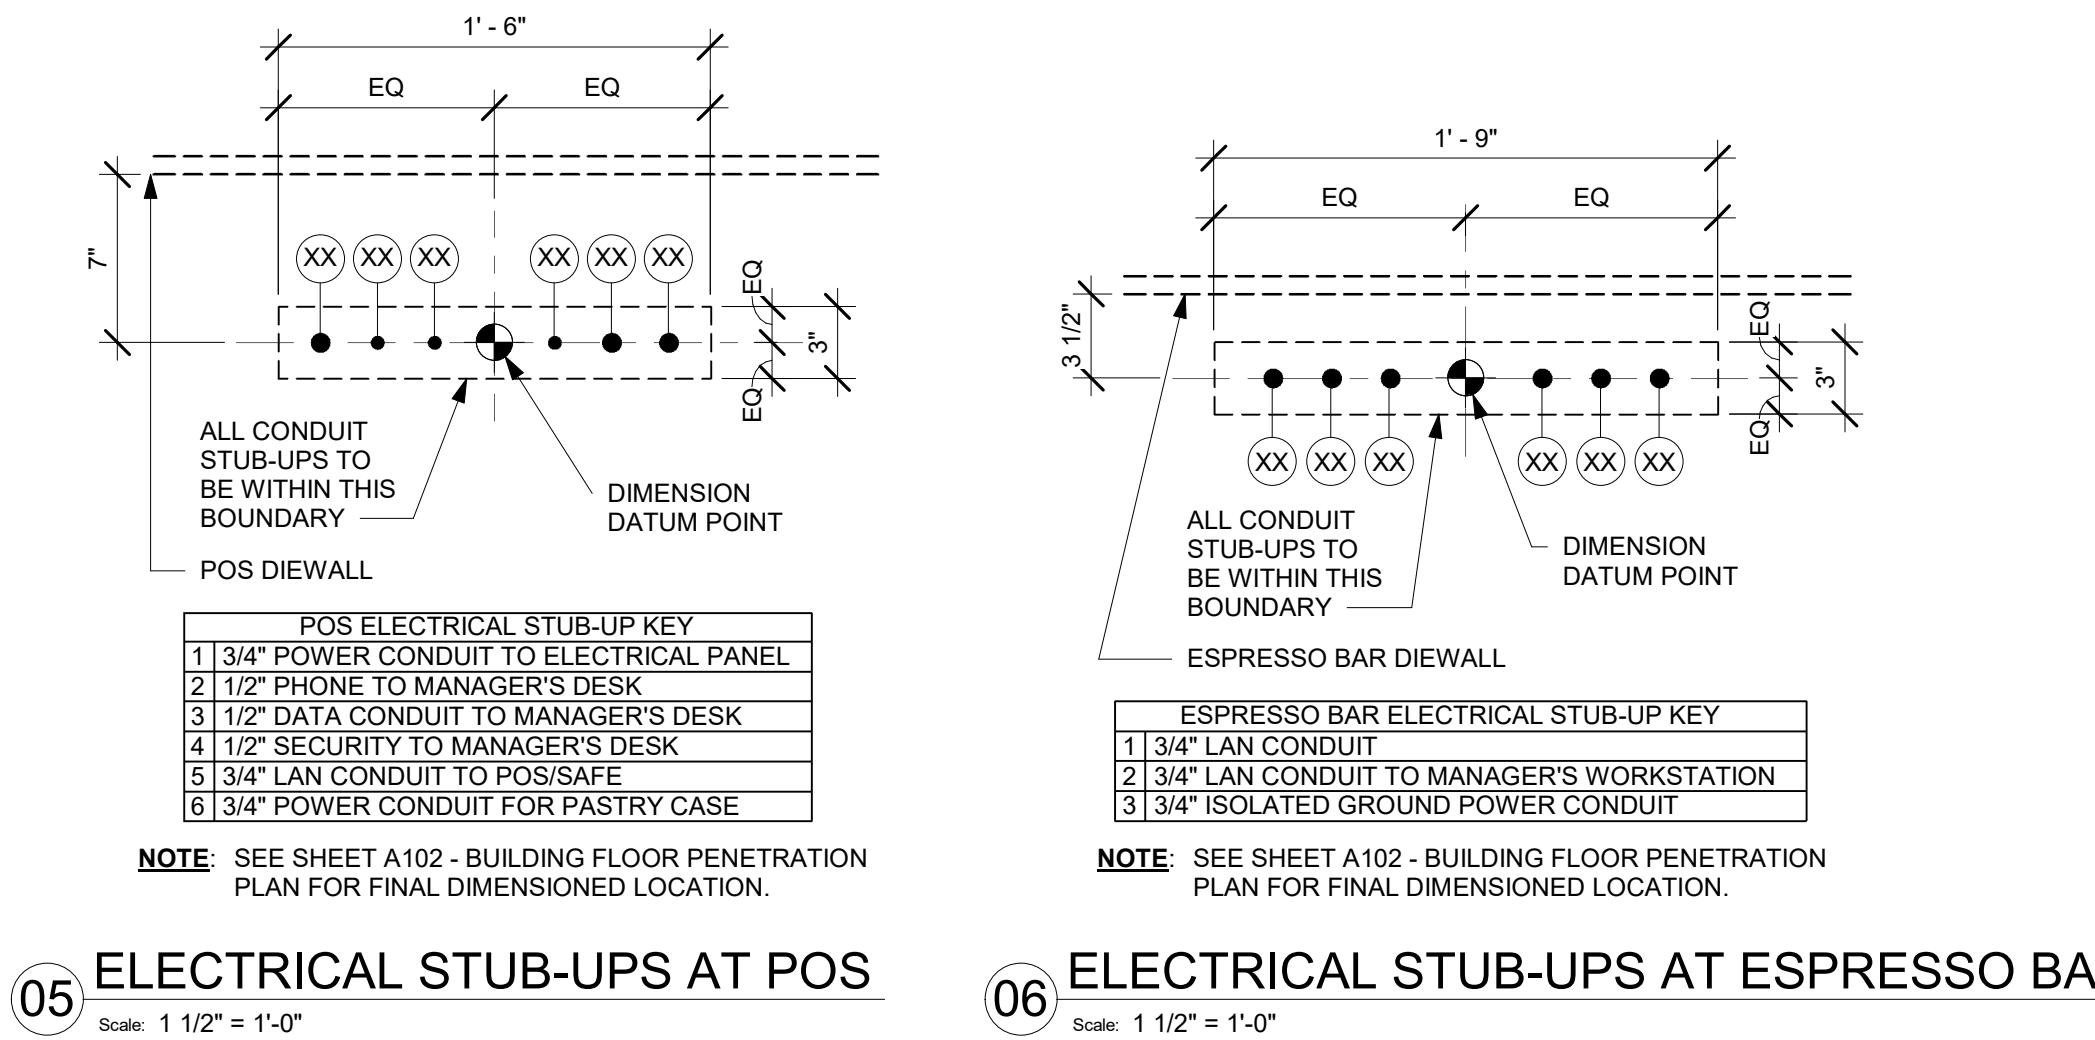 1' - 6"
EQ EQ
7"
XX XX XX XX XX XX
EQ
3"
EQ
ALL CONDUIT
STUB-UPS TO
BE WITHIN THIS
BOUNDARY
DIMENSION
DATUM POINT
POS DIEWALL
POS ELECTRICAL STUB-UP KEY
1 3/4" POWER CONDUIT TO ELECTRICAL PANEL
2 1/2" PHONE TO MANAGER'S DESK
3 1/2" DATA CONDUIT TO MANAGER'S DESK
4 1/2" SECURITY TO MANAGER'S DESK
5 3/4" LAN CONDUIT TO POS/SAFE
6 3/4" POWER CONDUIT FOR PASTRY CASE
NOTE: SEE SHEET A102 - BUILDING FLOOR PENETRATION
PLAN FOR FINAL DIMENSIONED LOCATION.
05 ELECTRICAL STUB-UPS AT POS
Scale: 1 1/2" = 1'-0"
1' - 9"
EQ EQ
3 1/2"
EQ
3"
EQ
XX XX XX XX XX XX
ALL CONDUIT
STUB-UPS TO
BE WITHIN THIS
BOUNDARY
DIMENSION
DATUM POINT
ESPRESSO BAR DIEWALL
ESPRESSO BAR ELECTRICAL STUB-UP KEY
1 3/4" LAN CONDUIT
2 3/4" LAN CONDUIT TO MANAGER'S WORKSTATION
3 3/4" ISOLATED GROUND POWER CONDUIT
NOTE: SEE SHEET A102 - BUILDING FLOOR PENETRATION
PLAN FOR FINAL DIMENSIONED LOCATION.
06 ELECTRICAL STUB-UPS AT ESPRESSO BA
Scale: 1 1/2" = 1'-0"